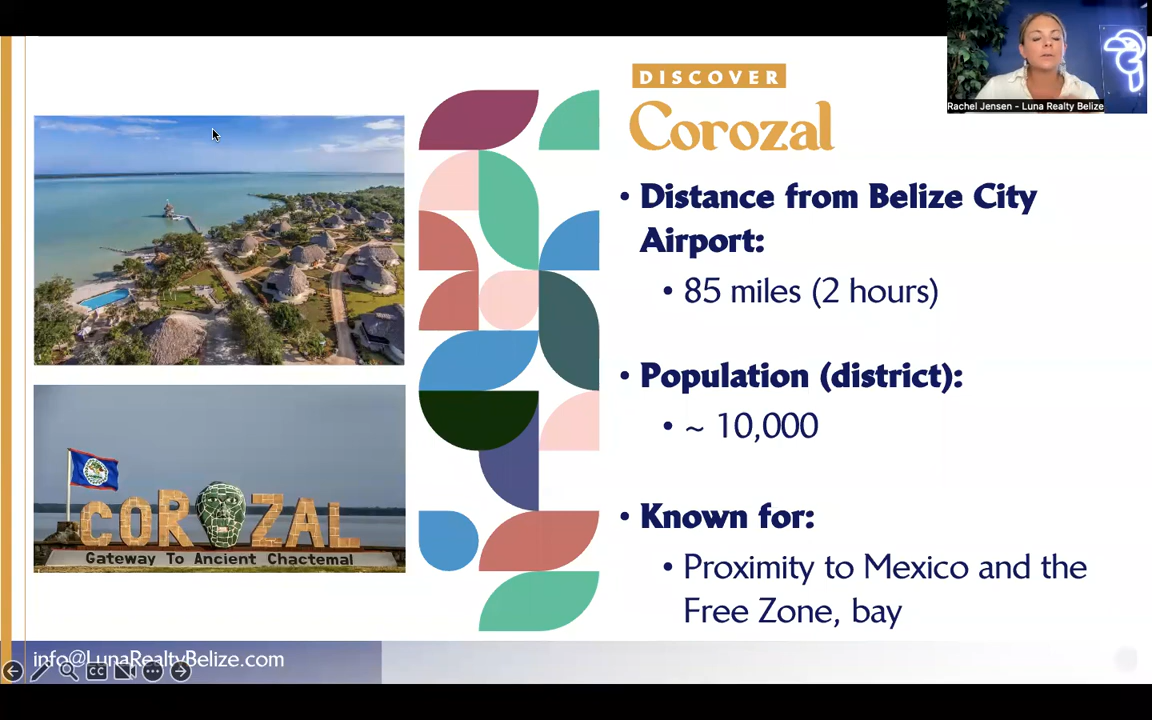 Rachel Jensen - Luna Realty Belize
DISCOVER
Corozal
• Distance from Belize City
Airport:
• 85 miles (2 hours)
• Population (district):
• ~ 10,000
• Known for:
• Proximity to Mexico and the
Free Zone, bay
COROZAL
Gateway To Ancient Chactemal
info@LunaRealtyBelize.com
CC